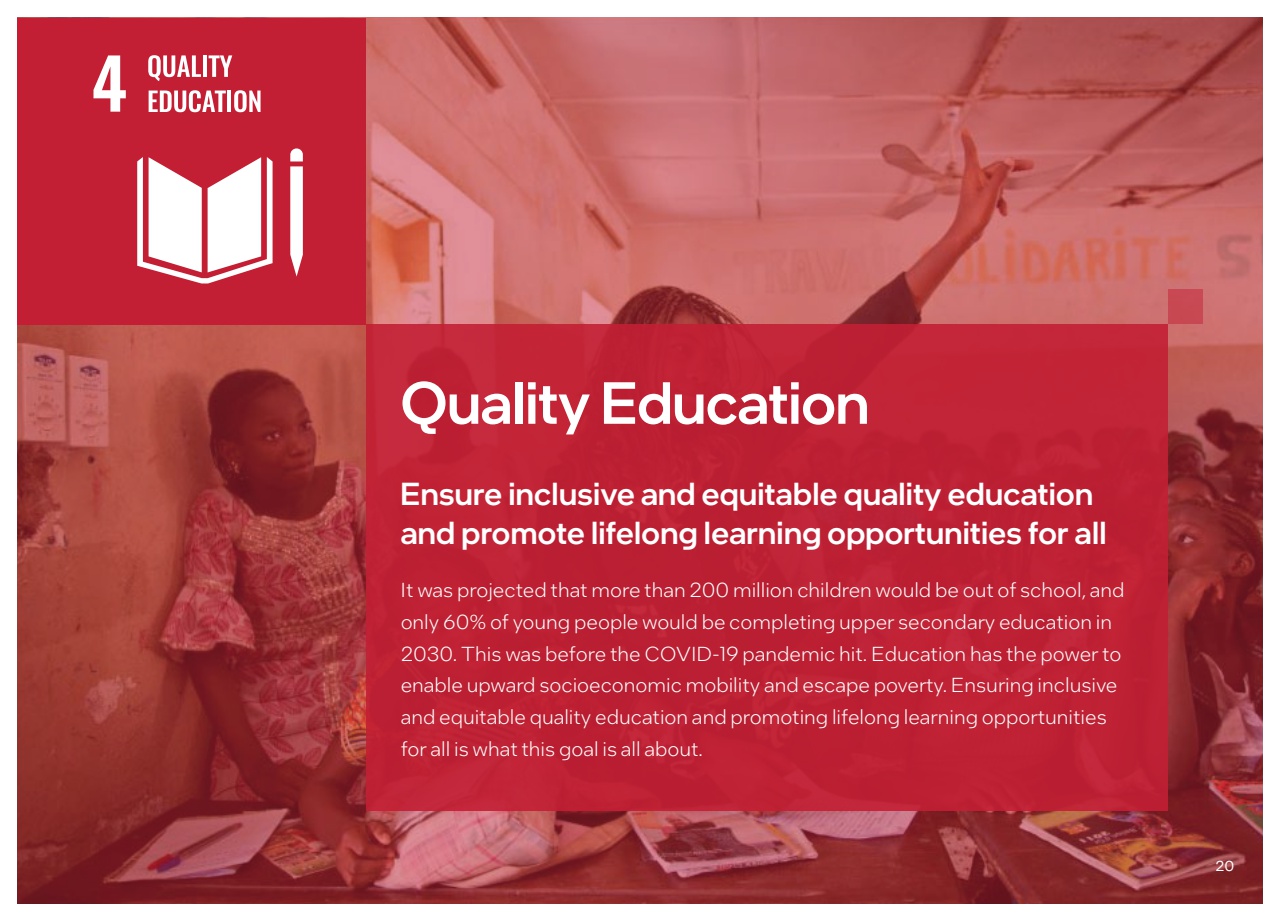 4 QUALITY
EDUCATION
SOLİDARİTE S
Quality Education
Ensure inclusive and equitable quality education
and promote lifelong learning opportunities for all
It was projected that more than 200 million children would be out of school, and
only 60% of young people would be completing upper secondary education in
2030. This was before the COVID-19 pandemic hit. Education has the power to
enable upward socioeconomic mobility and escape poverty. Ensuring inclusive
and equitable quality education and promoting lifelong learning opportunities
for all is what this goal is all about.
20